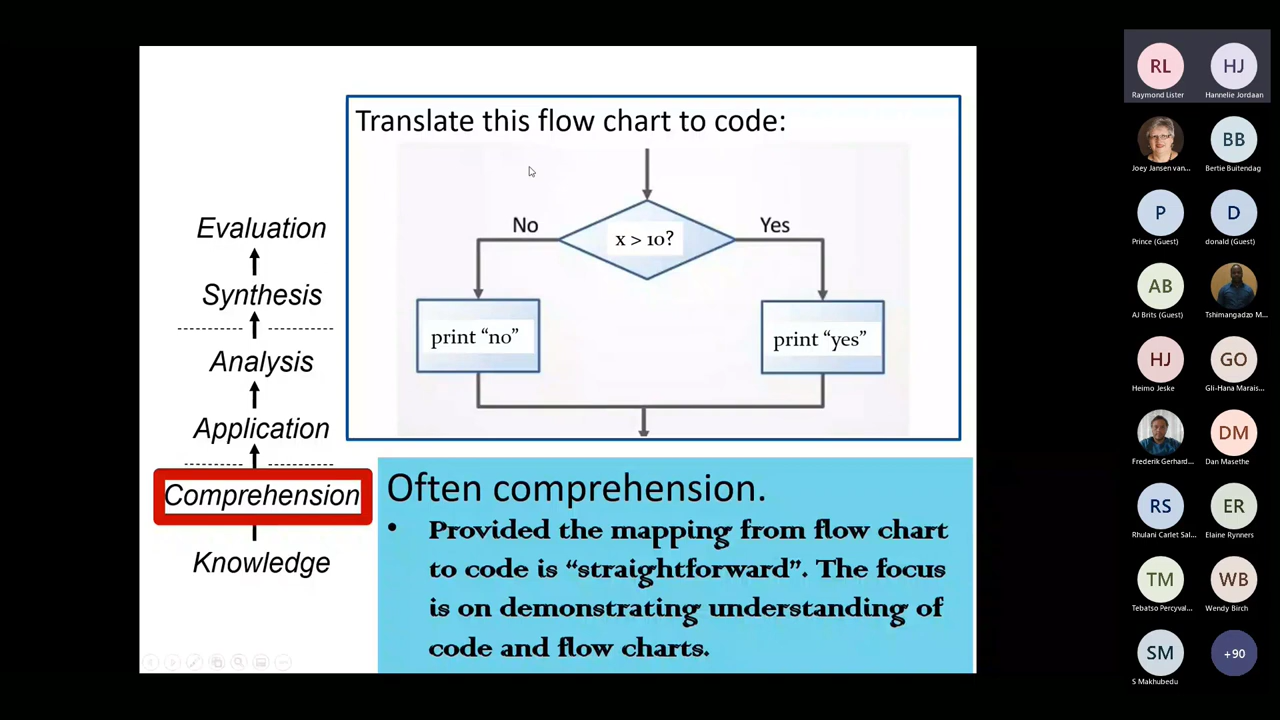 Translate this flow chart to code:
No
Yes
x > 10?
print “no”
print “yes”
Evaluation
Synthesis
Analysis
Application
Comprehension
Knowledge
Often comprehension.
• Provided the mapping from flow chart
to code is “straightforward”. The focus
is on demonstrating understanding of
code and flow charts.
RL
Raymond Lister
HJ
Hannelie Jordaan
Joey Jansen van...
BB
Bertie Buitendag
P
Prince (Guest)
D
donald (Guest)
AB
AJ Brits (Guest)
Tshimangadzo M...
HJ
Heimo Jeske
GO
Gli-Hana Marais...
Frederik Gerhard...
DM
Dan Masethe
RS
Rhulani Carlet Sal...
ER
Elaine Rynners
TM
Tebatso Percyval...
WB
Wendy Birch
SM
S Makhubedu
+90